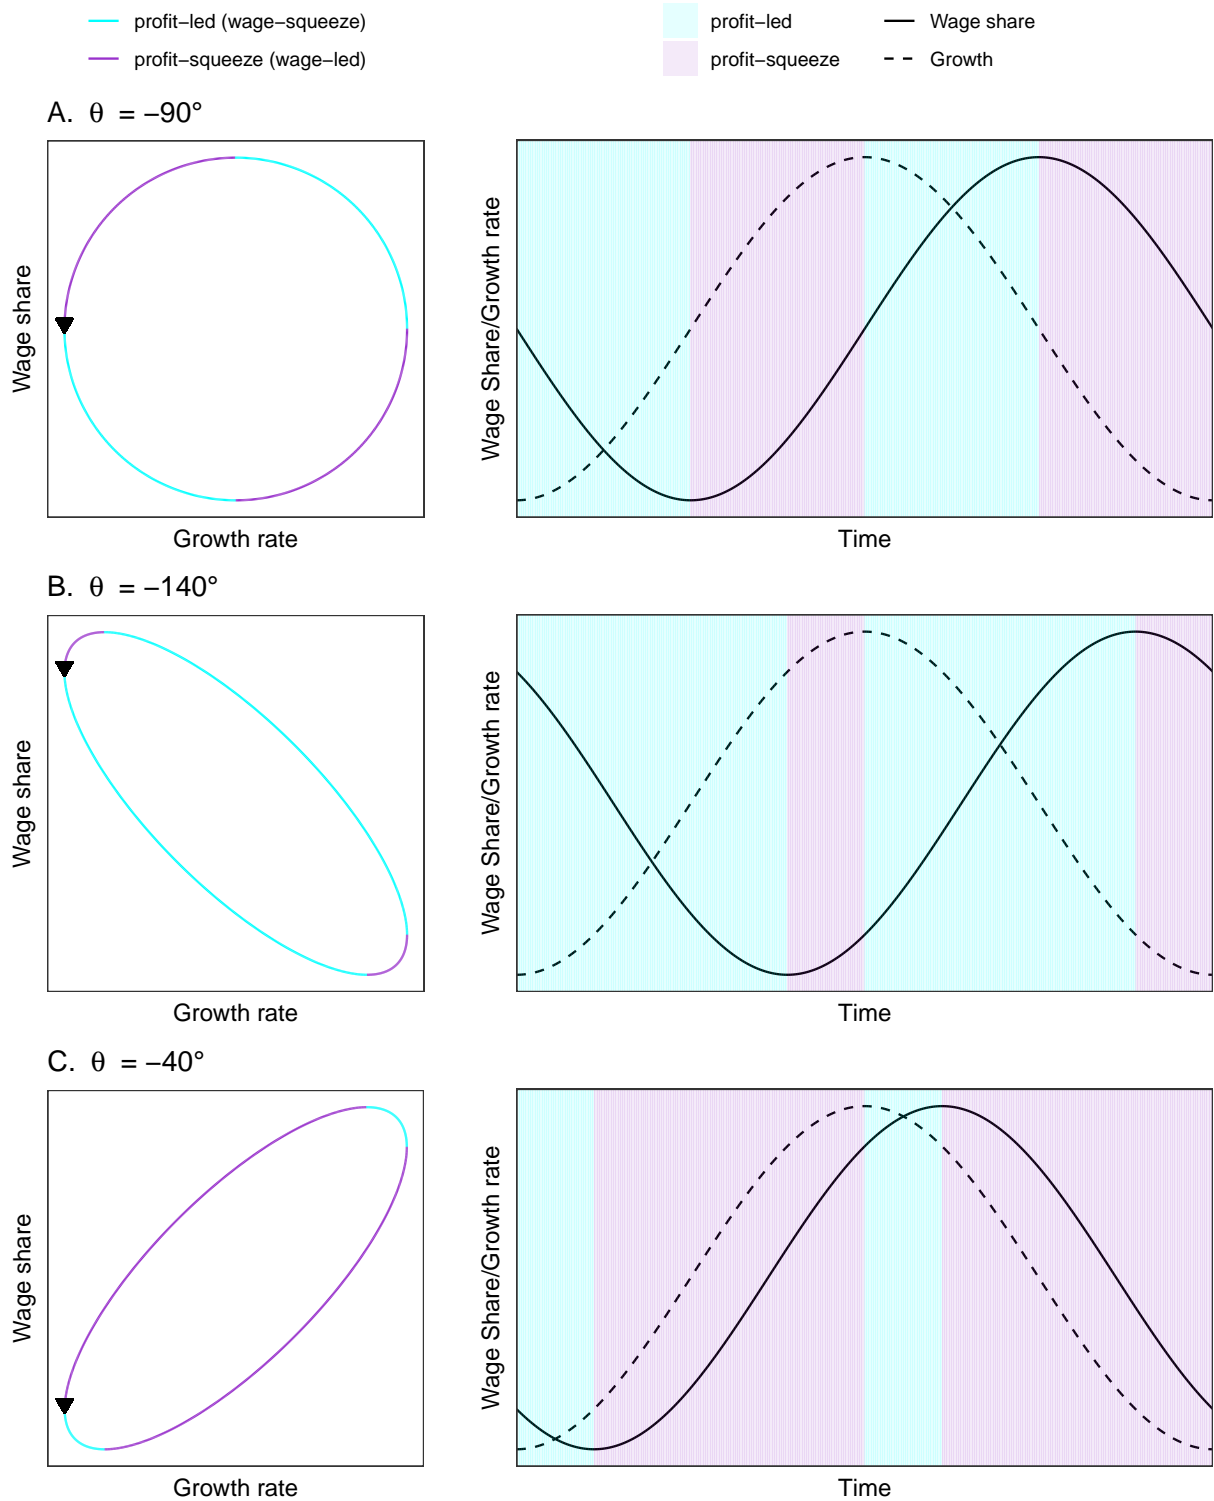 profit−led (wage−squeeze)
profit−squeeze (wage−led)
profit−led
profit−squeeze
Wage share
Growth
A. θ = −90°
Wage share
Growth rate
Wage Share/Growth rate
Time
B. θ = −140°
Wage share
Growth rate
Wage Share/Growth rate
Time
C. θ = −40°
Wage share
Growth rate
Wage Share/Growth rate
Time